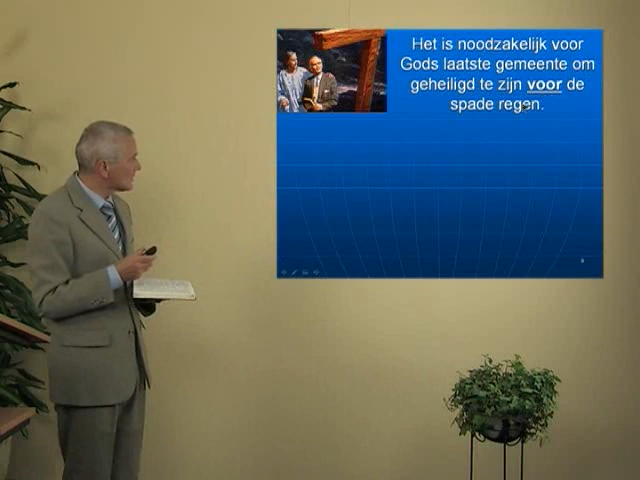 Het is noodzakelijk voor
Gods laatste gemeente om
geheiligd te zijn voor de
spade regen.